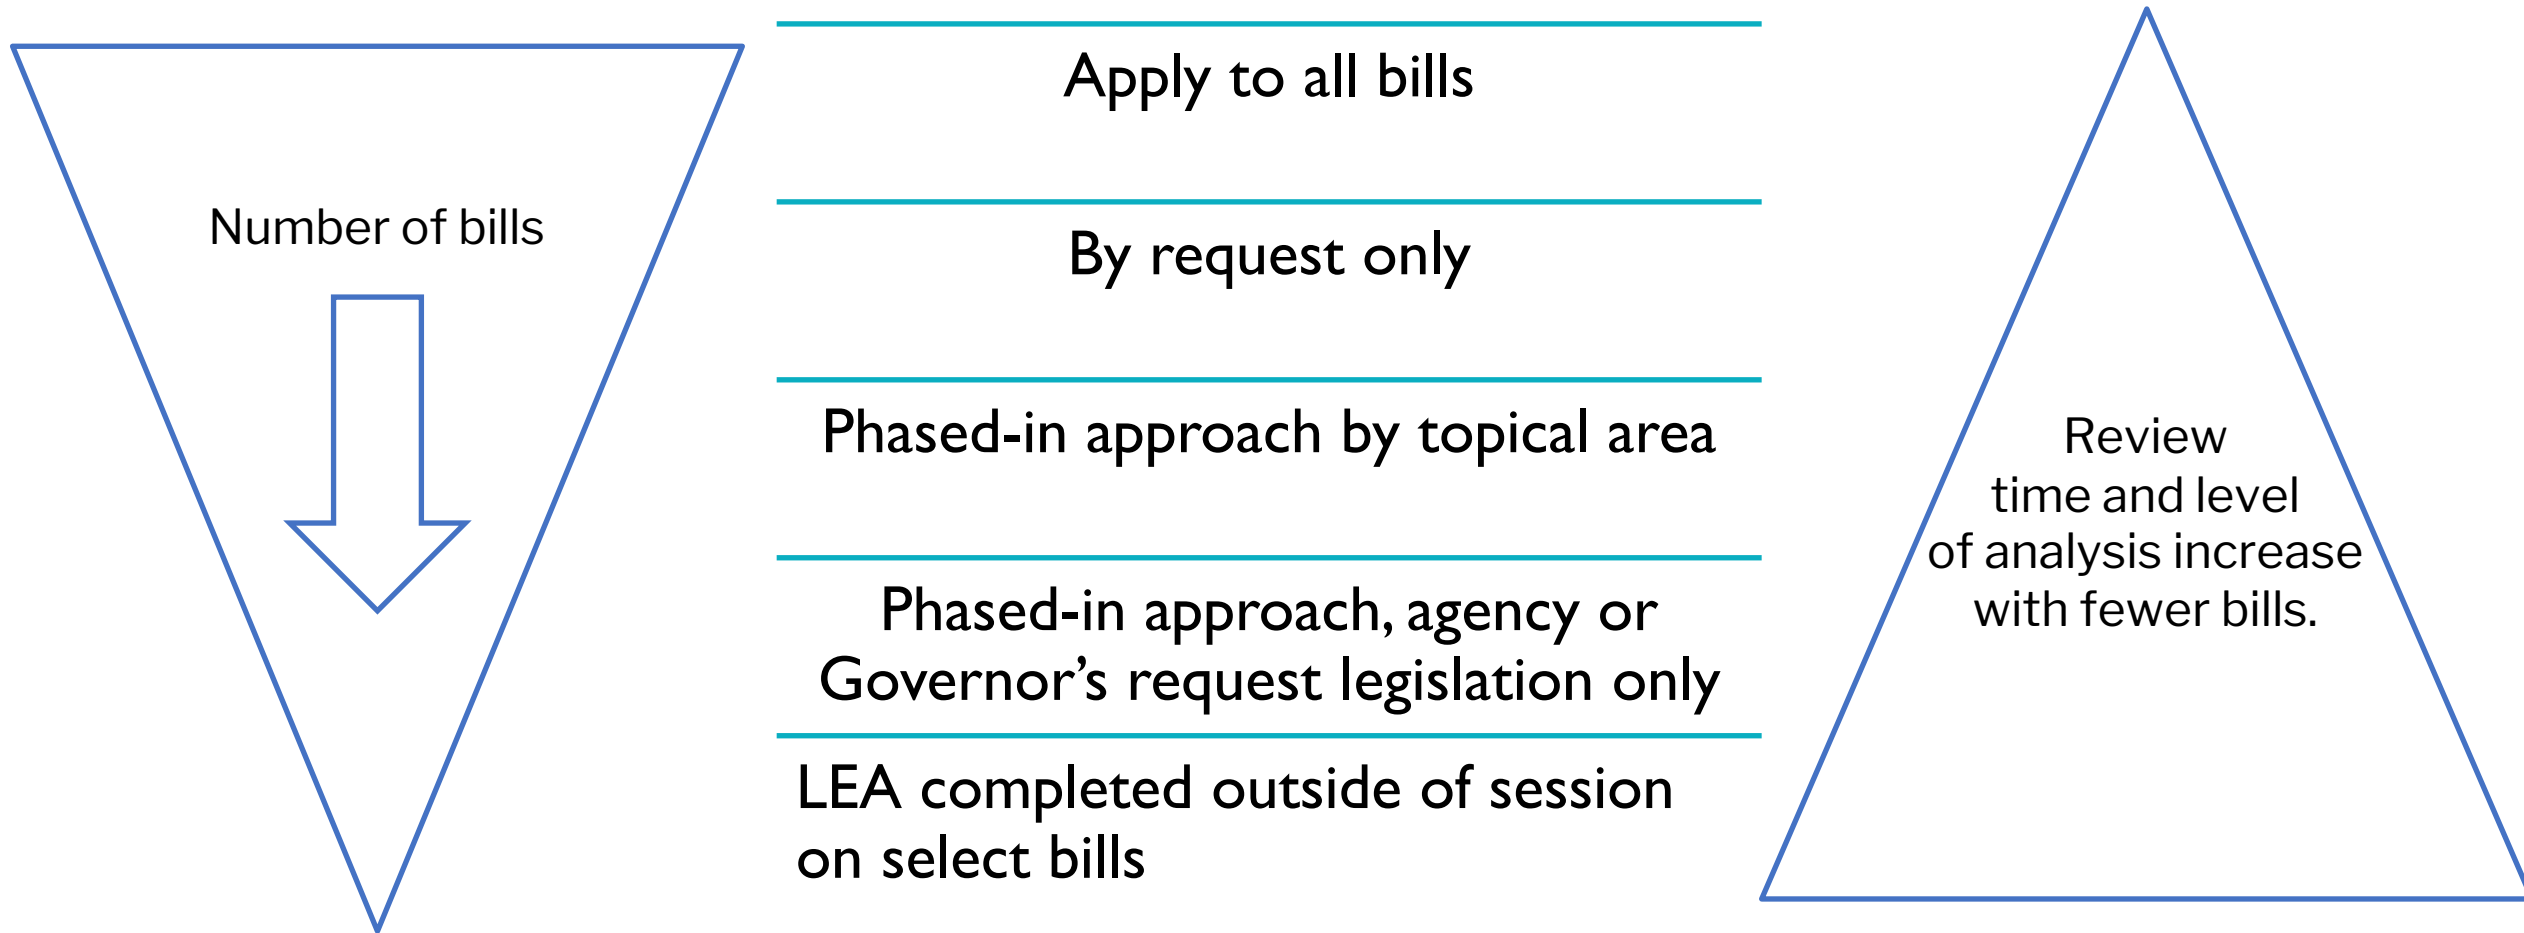 Number of bills
Apply to all bills
By request only
Phased-in approach by topical area
Phased-in approach, agency or
Governor’s request legislation only
LEA completed outside of session
on select bills
Review
time and level
of analysis increase
with fewer bills.